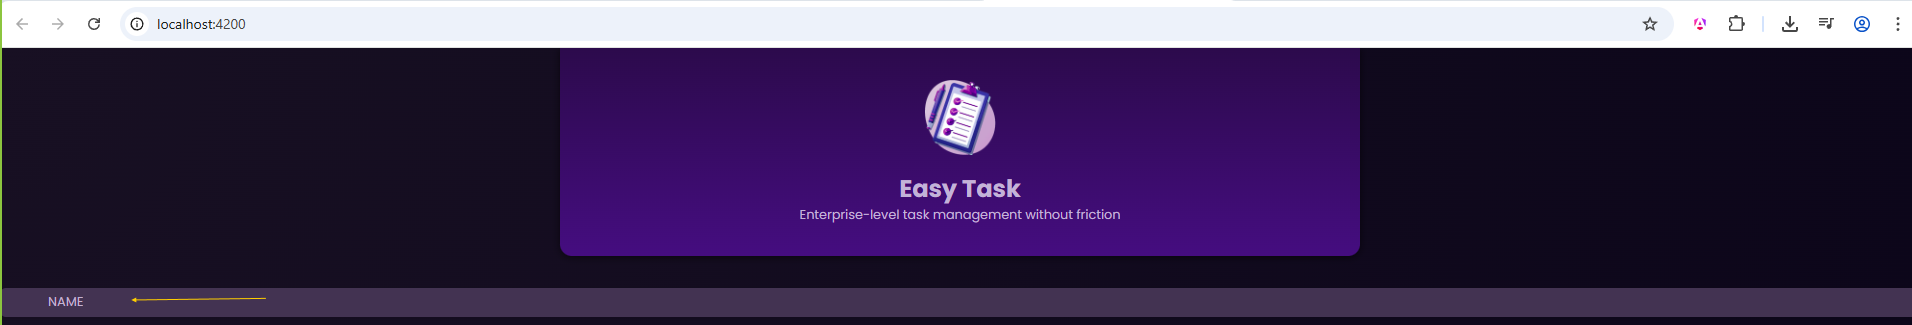 localhost:4200
Easy Task
Enterprise-level task management without friction
NAME